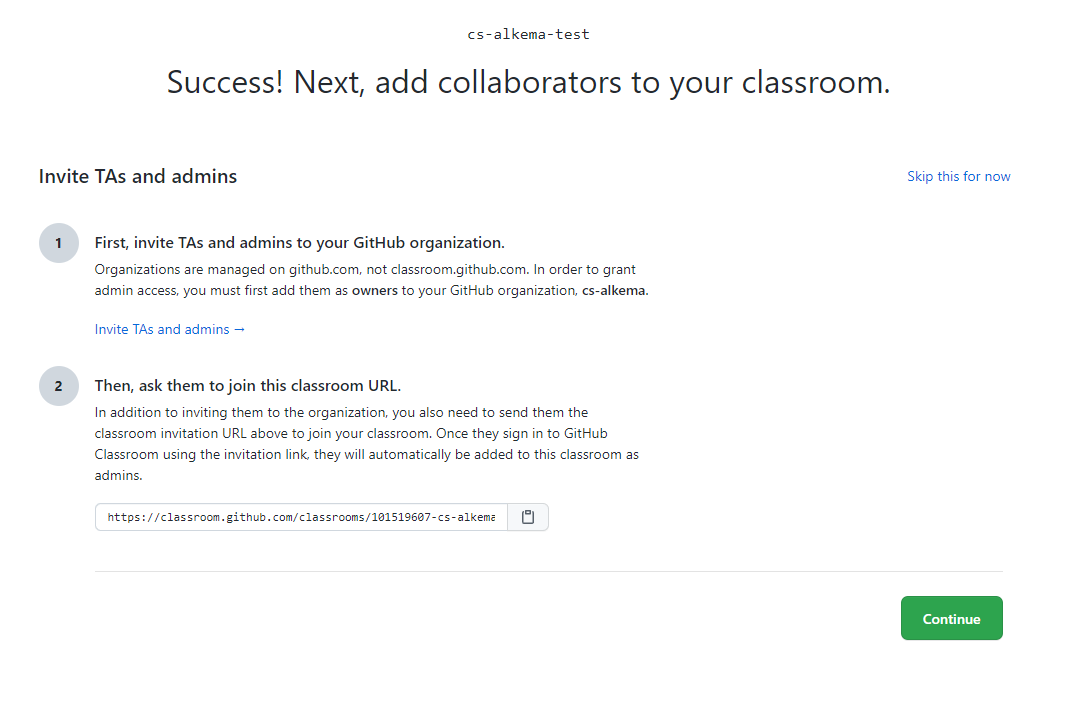 cs-alkema-test
Success! Next, add collaborators to your classroom.
Invite TAs and admins
Skip this for now
1
First, invite TAs and admins to your GitHub organization.
Organizations are managed on github.com, not classroom.github.com. In order to grant
admin access, you must first add them as owners to your GitHub organization, cs-alkema.
Invite TAs and admins →
2
Then, ask them to join this classroom URL.
In addition to inviting them to the organization, you also need to send them the
classroom invitation URL above to join your classroom. Once they sign in to GitHub
Classroom using the invitation link, they will automatically be added to this classroom as
admins.
https://classroom.github.com/classrooms/101519607-cs-alkema
Continue